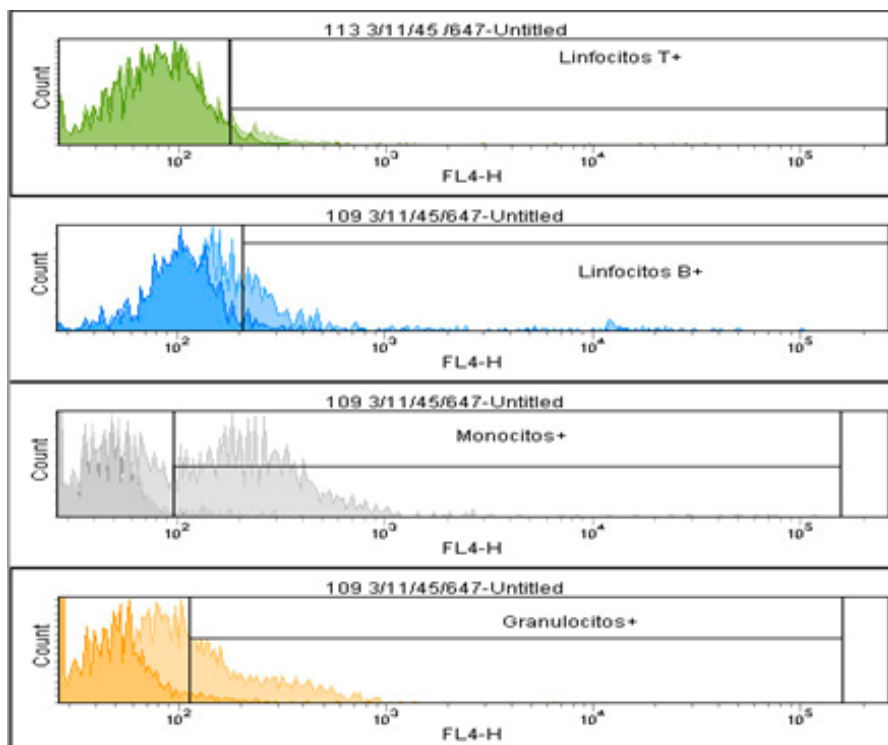 113 3/11/45 /647-Untitled
Linfocitos T+
Count
10² 10³ 10⁴ 10⁵
FL4-H
109 3/11/45/647-Untitled
Linfocitos B+
Count
10² 10³ 10⁴ 10⁵
FL4-H
109 3/11/45/647-Untitled
Monocitos+
Count
10² 10³ 10⁴ 10⁵
FL4-H
109 3/11/45/647-Untitled
Granulocitos+
Count
10² 10³ 10⁴ 10⁵
FL4-H